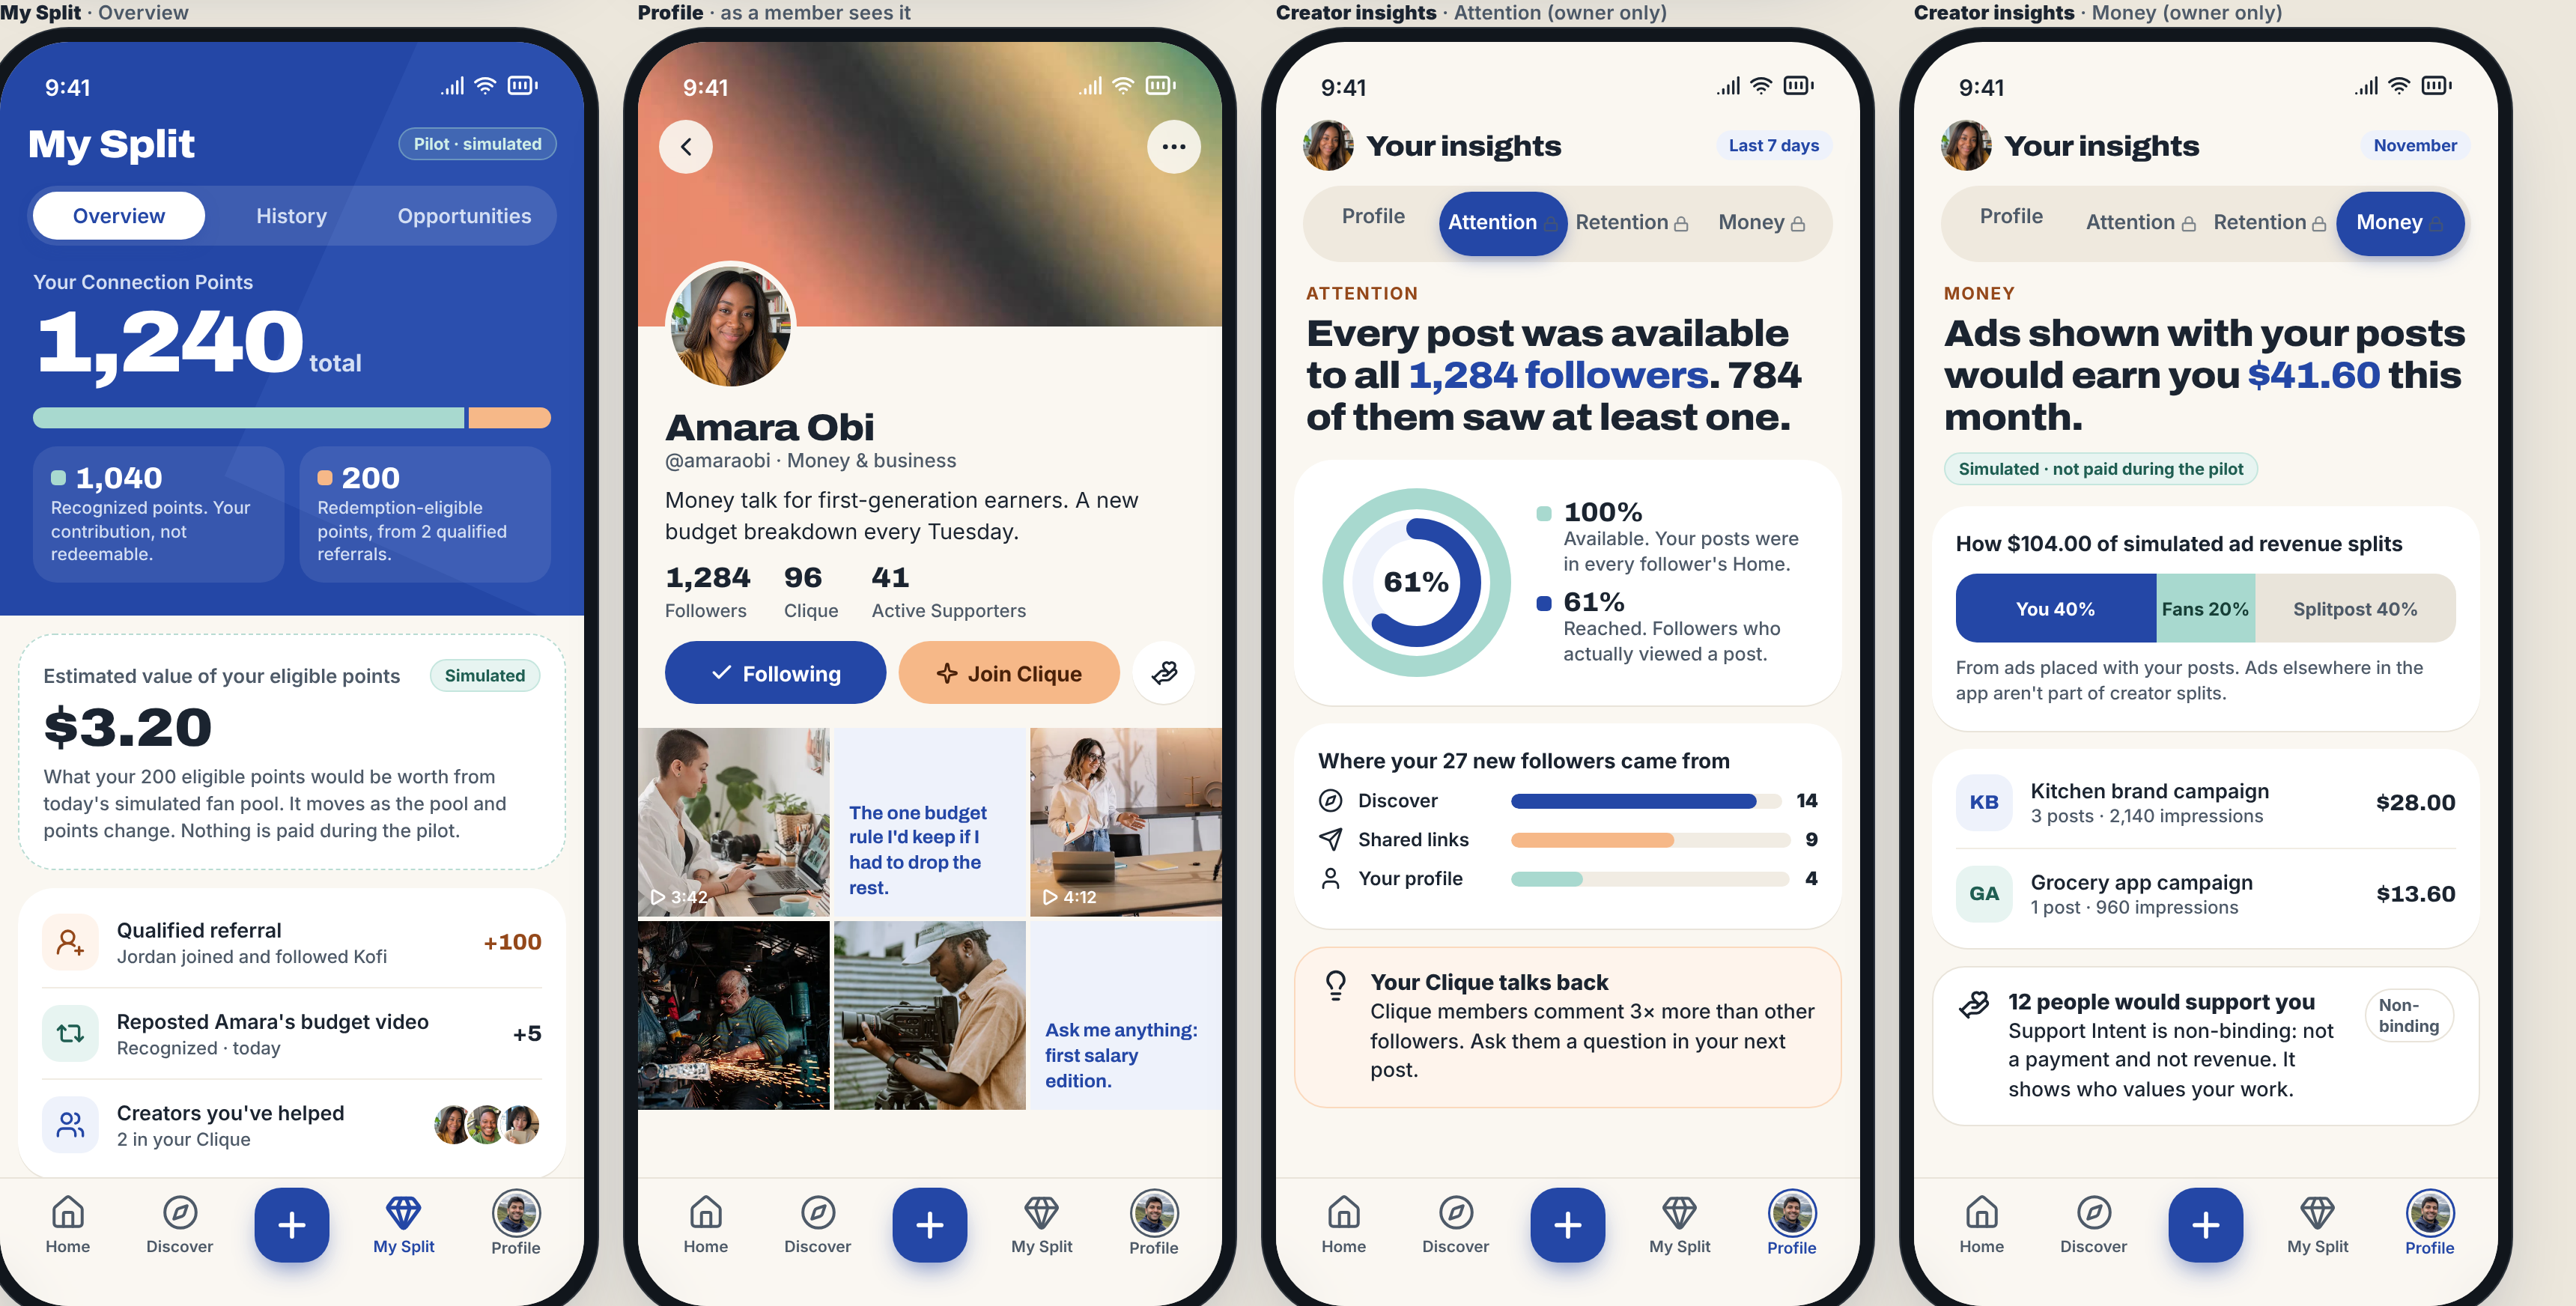 My Split · Overview
9:41
My Split
Pilot · simulated
Overview
History
Opportunities
Your Connection Points
1,240 total
1,040
Recognized points. Your
contribution, not
redeemable.
200
Redemption-eligible
points, from 2 qualified
referrals.
Estimated value of your eligible points
Simulated
$3.20
What your 200 eligible points would be worth from
today's simulated fan pool. It moves as the pool and
points change. Nothing is paid during the pilot.
Qualified referral
Jordan joined and followed Kofi
+100
Reposted Amara's budget video
Recognized · today
+5
Creators you've helped
2 in your Clique
Home
Discover
My Split
Profile
Profile · as a member sees it
9:41
Amara Obi
@amaraobi · Money & business
Money talk for first-generation earners. A new
budget breakdown every Tuesday.
1,284
Followers
96
Clique
41
Active Supporters
Following
Join Clique
3:42
The one budget
rule I'd keep if I
had to drop the
rest.
4:12
Ask me anything:
first salary
edition.
Home
Discover
My Split
Profile
Creator insights · Attention (owner only)
9:41
Your insights
Last 7 days
Profile
Attention
Retention
Money
ATTENTION
Every post was available
to all 1,284 followers. 784
of them saw at least one.
61%
100%
Available. Your posts were
in every follower's Home.
61%
Reached. Followers who
actually viewed a post.
Where your 27 new followers came from
Discover
14
Shared links
9
Your profile
4
Your Clique talks back
Clique members comment 3× more than other
followers. Ask them a question in your next
post.
Home
Discover
My Split
Profile
Creator insights · Money (owner only)
9:41
Your insights
November
Profile
Attention
Retention
Money
MONEY
Ads shown with your posts
would earn you $41.60 this
month.
Simulated · not paid during the pilot
How $104.00 of simulated ad revenue splits
You 40%
Fans 20%
Splitpost 40%
From ads placed with your posts. Ads elsewhere in the
app aren't part of creator splits.
KB
Kitchen brand campaign
3 posts · 2,140 impressions
$28.00
GA
Grocery app campaign
1 post · 960 impressions
$13.60
12 people would support you
Non-
binding
Support Intent is non-binding: not
a payment and not revenue. It
shows who values your work.
Home
Discover
My Split
Profile